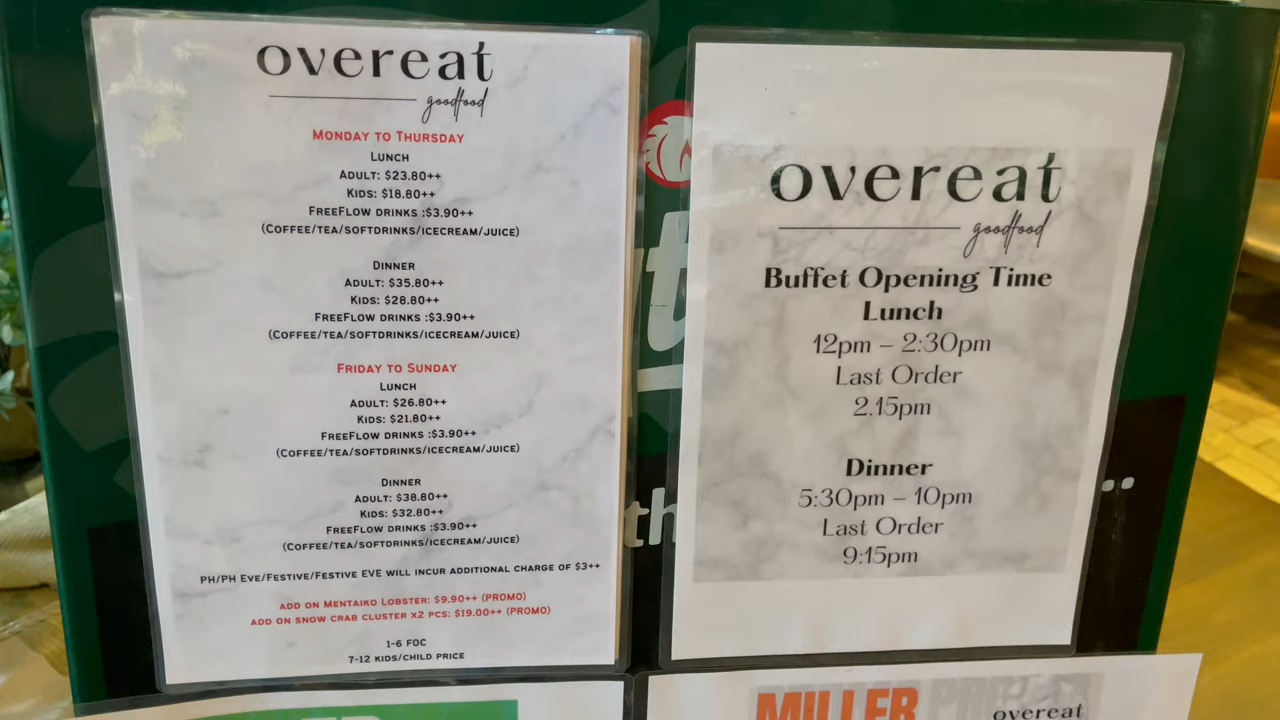 overeat
goodfood
MONDAY TO THURSDAY
LUNCH
ADULT: $23.80++
KIDS: $18.80++
FREEFLOW DRINKS :$3.90++
(COFFEE/TEA/SOFTDRINKS/ICECREAM/JUICE)
DINNER
ADULT: $35.80++
KIDS: $28.80++
FREEFLOW DRINKS :$3.90++
(COFFEE/TEA/SOFTDRINKS/ICECREAM/JUICE)
FRIDAY TO SUNDAY
LUNCH
ADULT: $26.80++
KIDS: $21.80++
FREEFLOW DRINKS :$3.90++
(COFFEE/TEA/SOFTDRINKS/ICECREAM/JUICE)
DINNER
ADULT: $38.80++
KIDS: $32.80++
FREEFLOW DRINKS :$3.90++
(COFFEE/TEA/SOFTDRINKS/ICECREAM/JUICE)
PH/PH EVE/FESTIVE/FESTIVE EVE WILL INCUR ADDITIONAL CHARGE OF $3++
ADD ON MENTAIKO LOBSTER: $9.90++ (PROMO)
ADD ON SNOW CRAB CLUSTER X2 PCS: $19.00++ (PROMO)
1-6 FOC
7-12 KIDS/CHILD PRICE
overeat
goodfood
Buffet Opening Time
Lunch
12pm – 2:30pm
Last Order
2.15pm
Dinner
5:30pm – 10pm
Last Order
9:15pm
MILLER
overeat